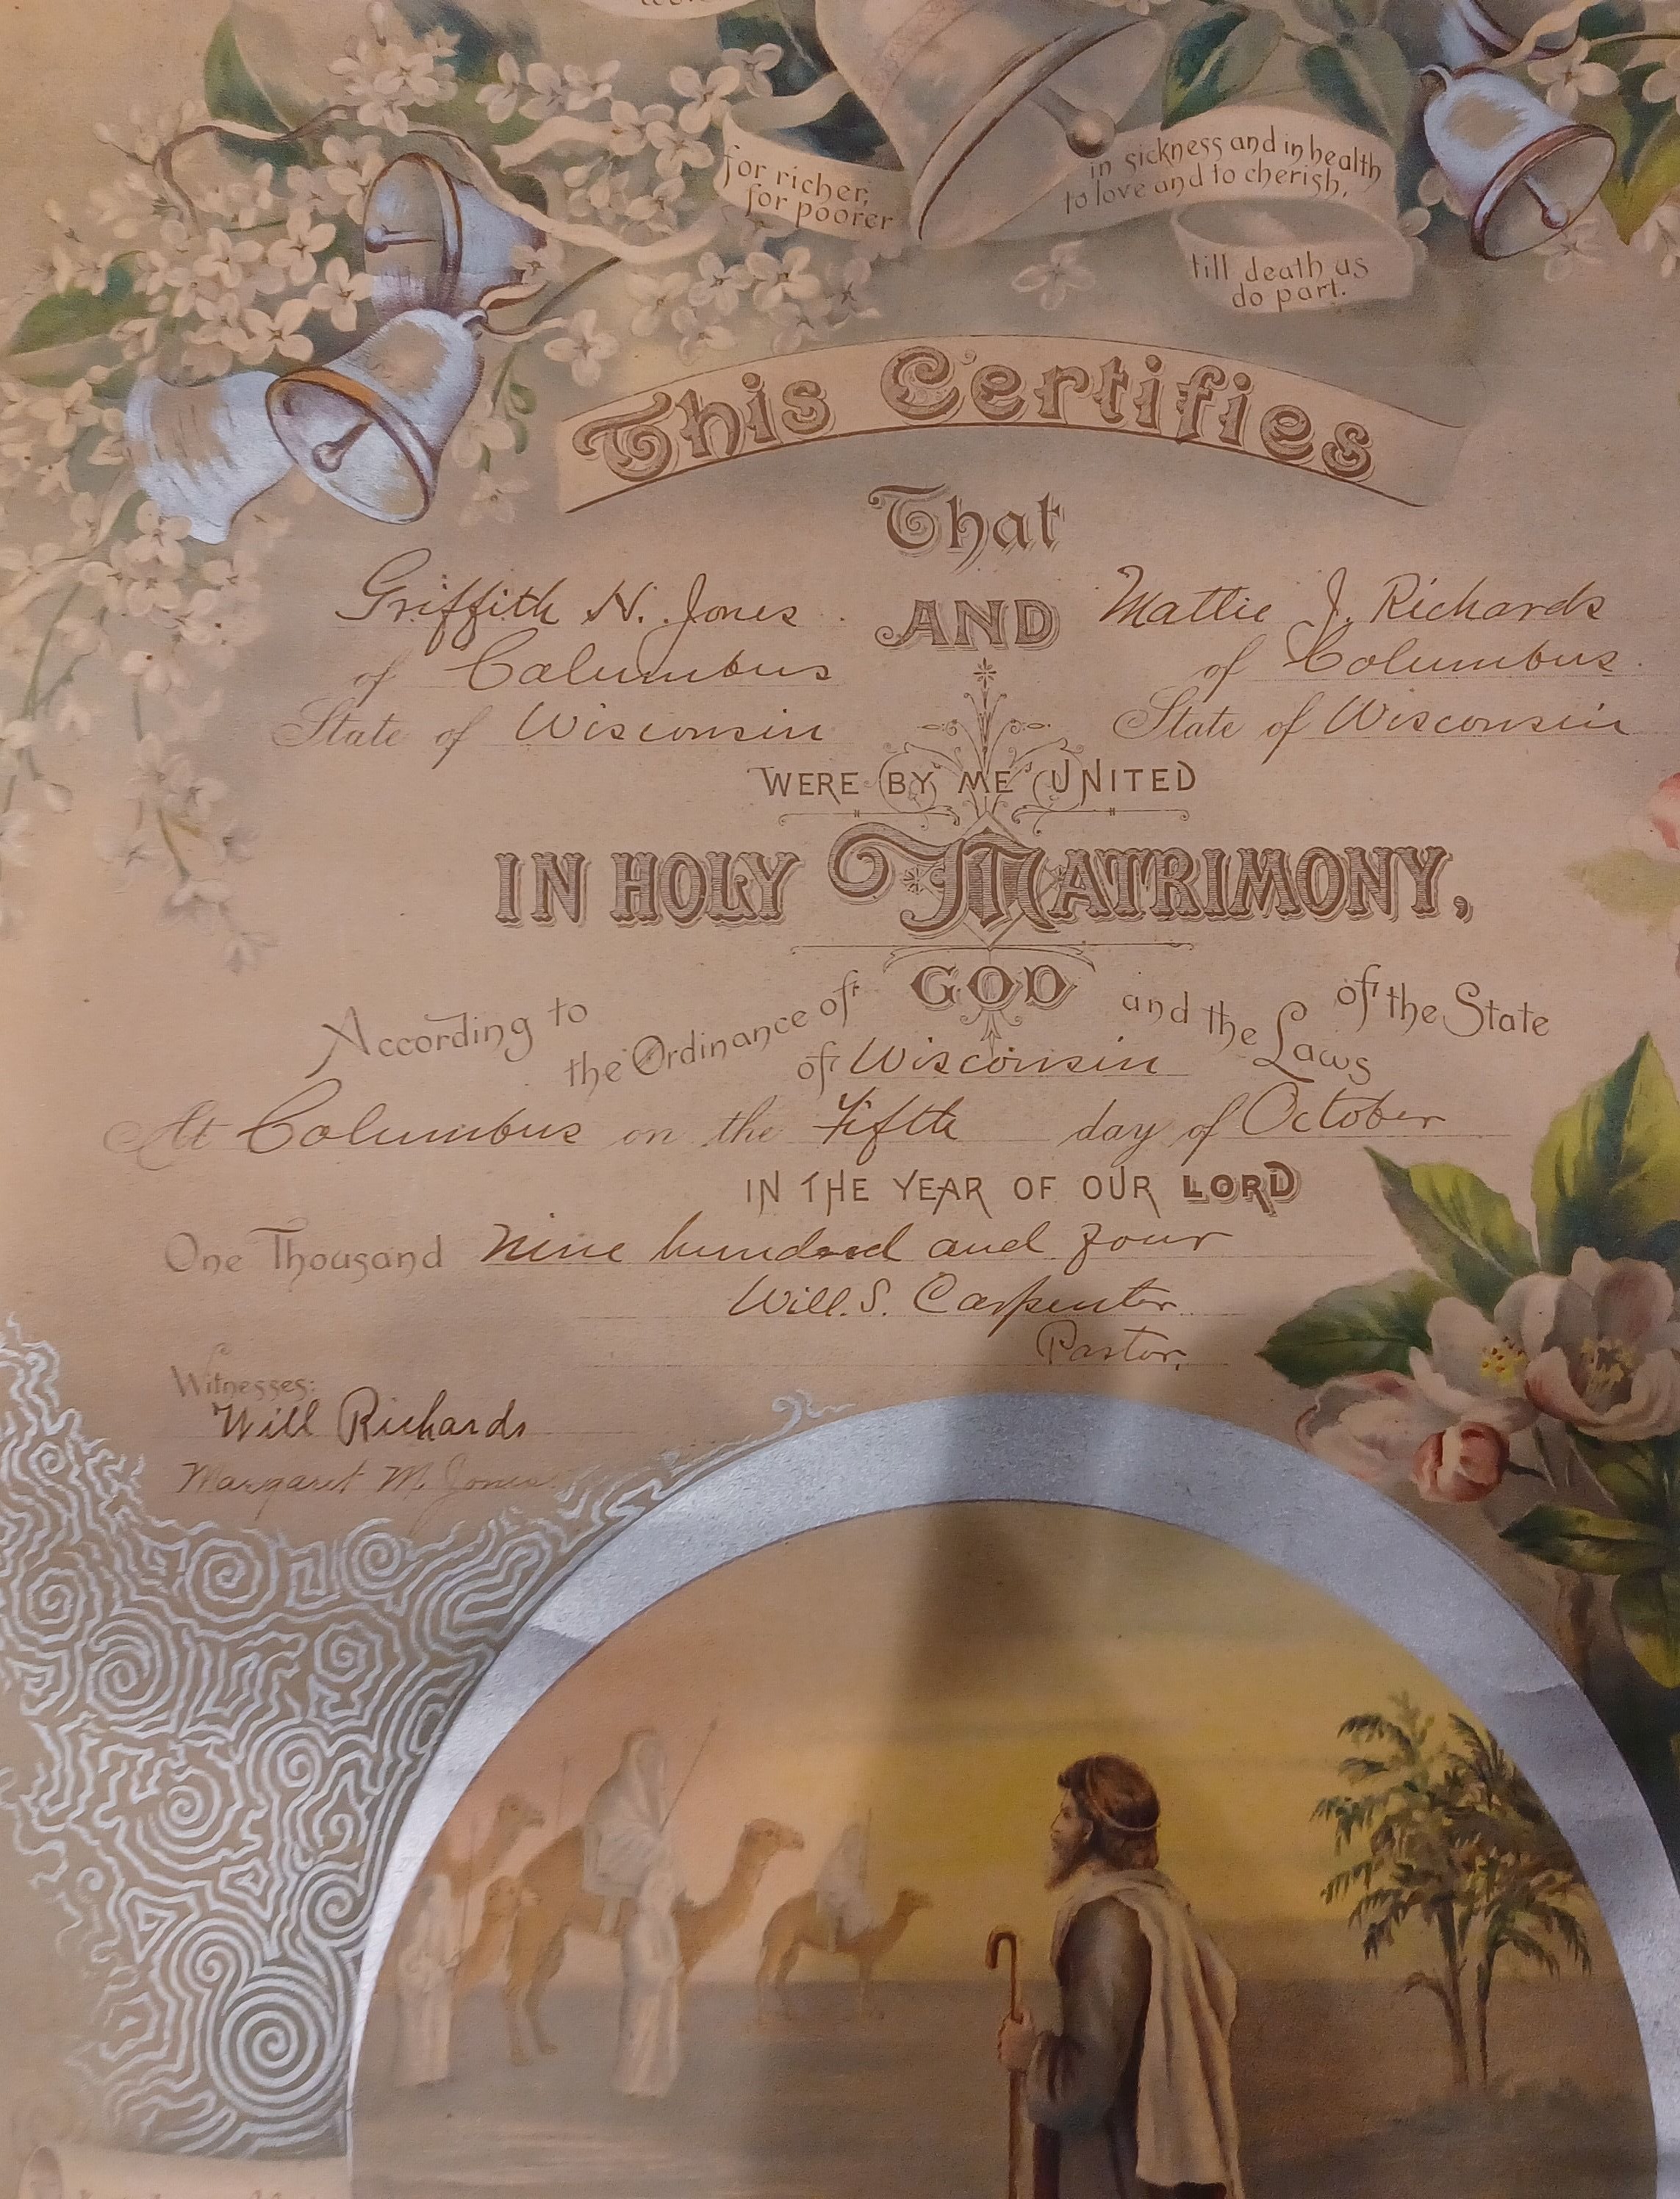 for richer,
for poorer
in sickness and in health
to love and to cherish,
till death us
do part.
This Certifies
That
Griffith H. Jones AND Mattie J. Richards
of Columbus of Columbus.
State of Wisconsin State of Wisconsin
WERE BY ME UNITED
IN HOLY MATRIMONY,
According to the Ordinance of GOD and the Laws of the State
of Wisconsin
At Columbus on the Fifth day of October
IN THE YEAR OF OUR LORD
One Thousand nine hundred and four
Will. S. Carpenter
Pastor.
Witnesses:
Will Richards
Margaret M. Jones